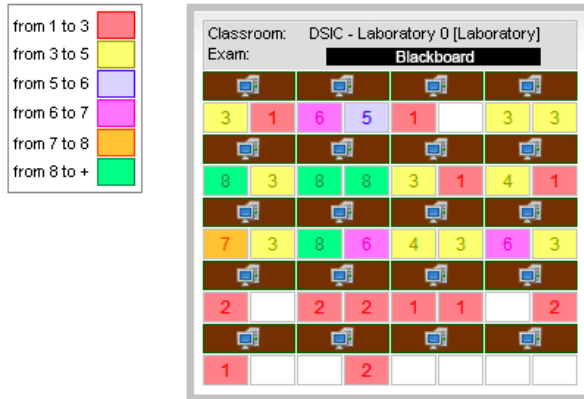 from 1 to 3
from 3 to 5
from 5 to 6
from 6 to 7
from 7 to 8
from 8 to +
Classroom: DSIC - Laboratory 0 [Laboratory]
Exam:
Blackboard
3 1 6 5 1 3 3
8 3 8 8 3 1 4 1
7 3 8 6 4 3 6 3
2 2 2 1 1 2
1 2